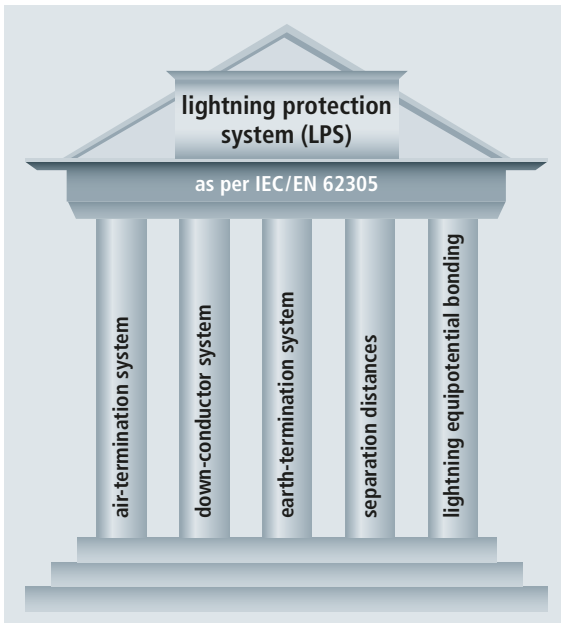 lightning protection
system (LPS)
as per IEC/EN 62305
air-termination system
down-conductor system
earth-termination system
separation distances
lightning equipotential bonding